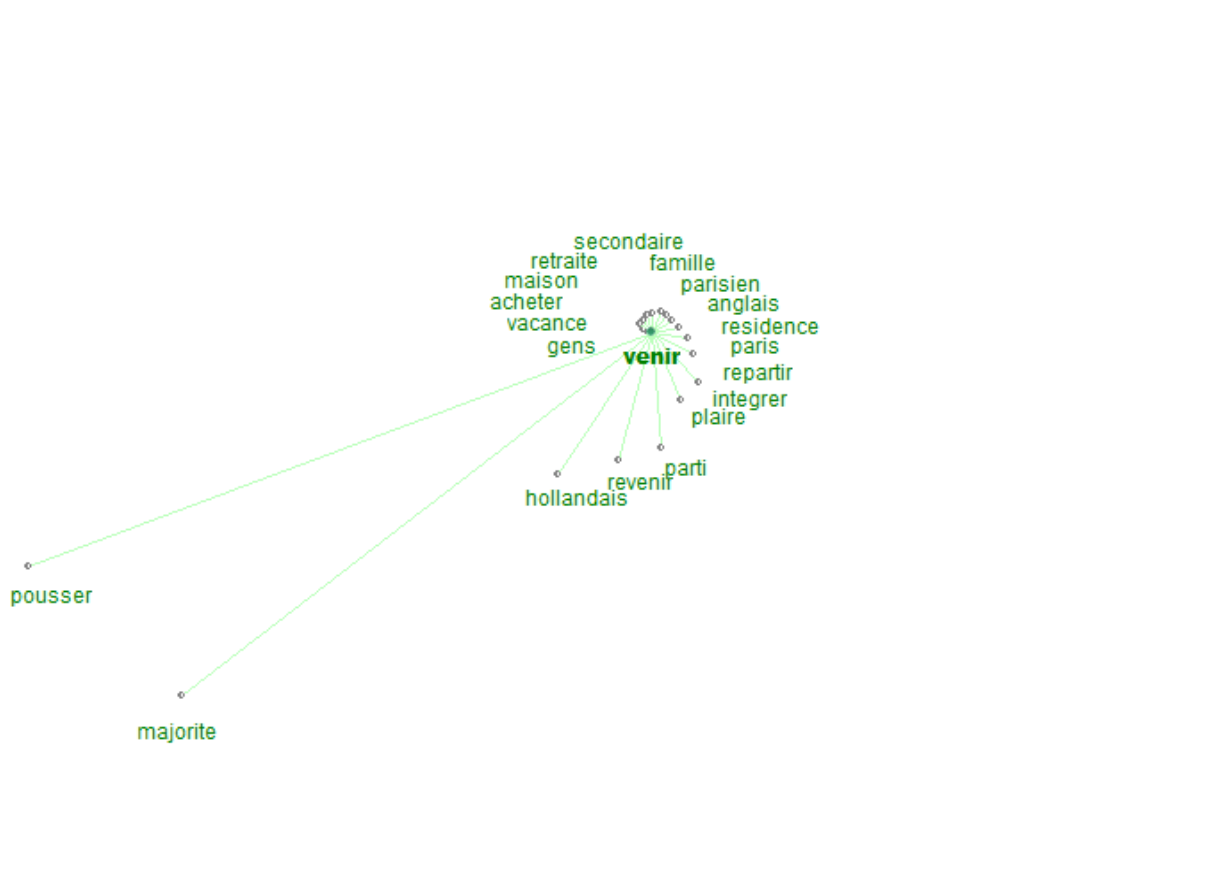 secondaire
retraite
famille
maison
parisien
acheter
anglais
vacance
residence
gens
paris
venir
repartir
integrer
plaire
parti
revenir
hollandais
pousser
majorite